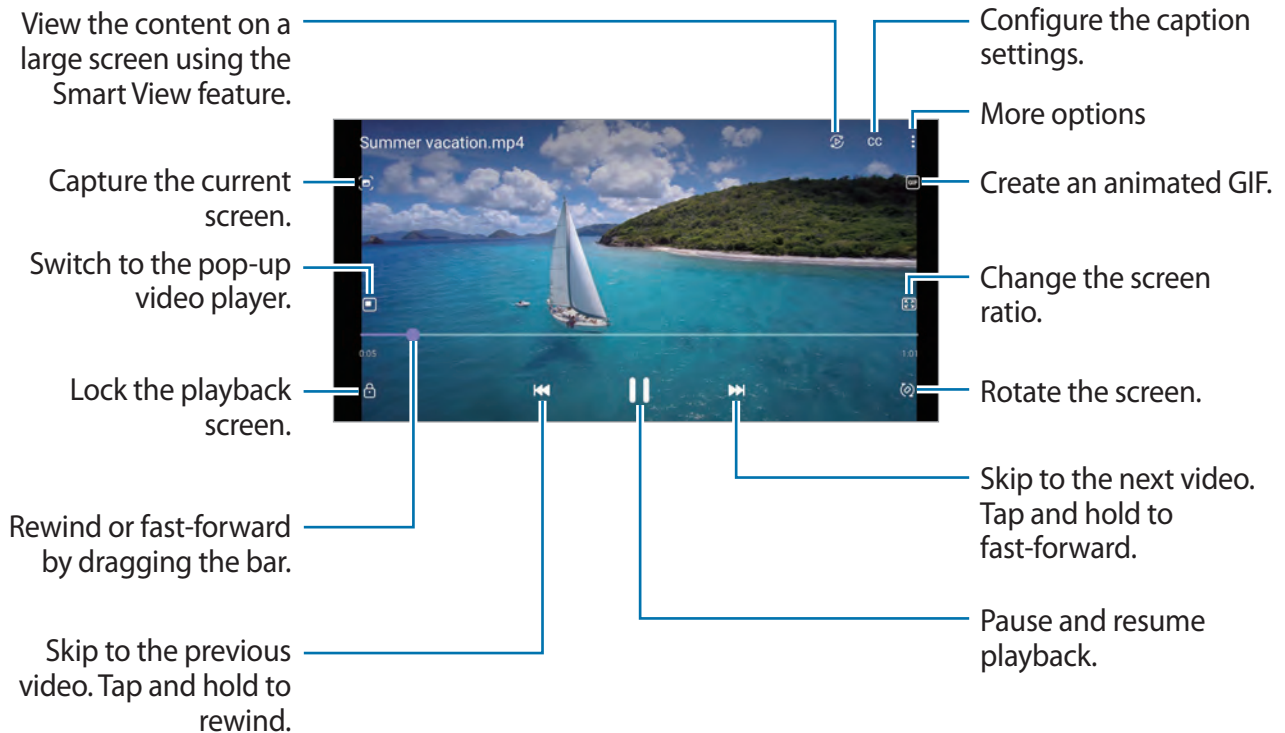 View the content on a
large screen using the
Smart View feature.
Configure the caption
settings.
More options
Summer vacation.mp4
CC
GIF
Capture the current
screen.
Create an animated GIF.
Switch to the pop-up
video player.
Change the screen
ratio.
0:05
1:01
Lock the playback
screen.
Rotate the screen.
Rewind or fast-forward
by dragging the bar.
Skip to the next video.
Tap and hold to
fast-forward.
Skip to the previous
video. Tap and hold to
rewind.
Pause and resume
playback.